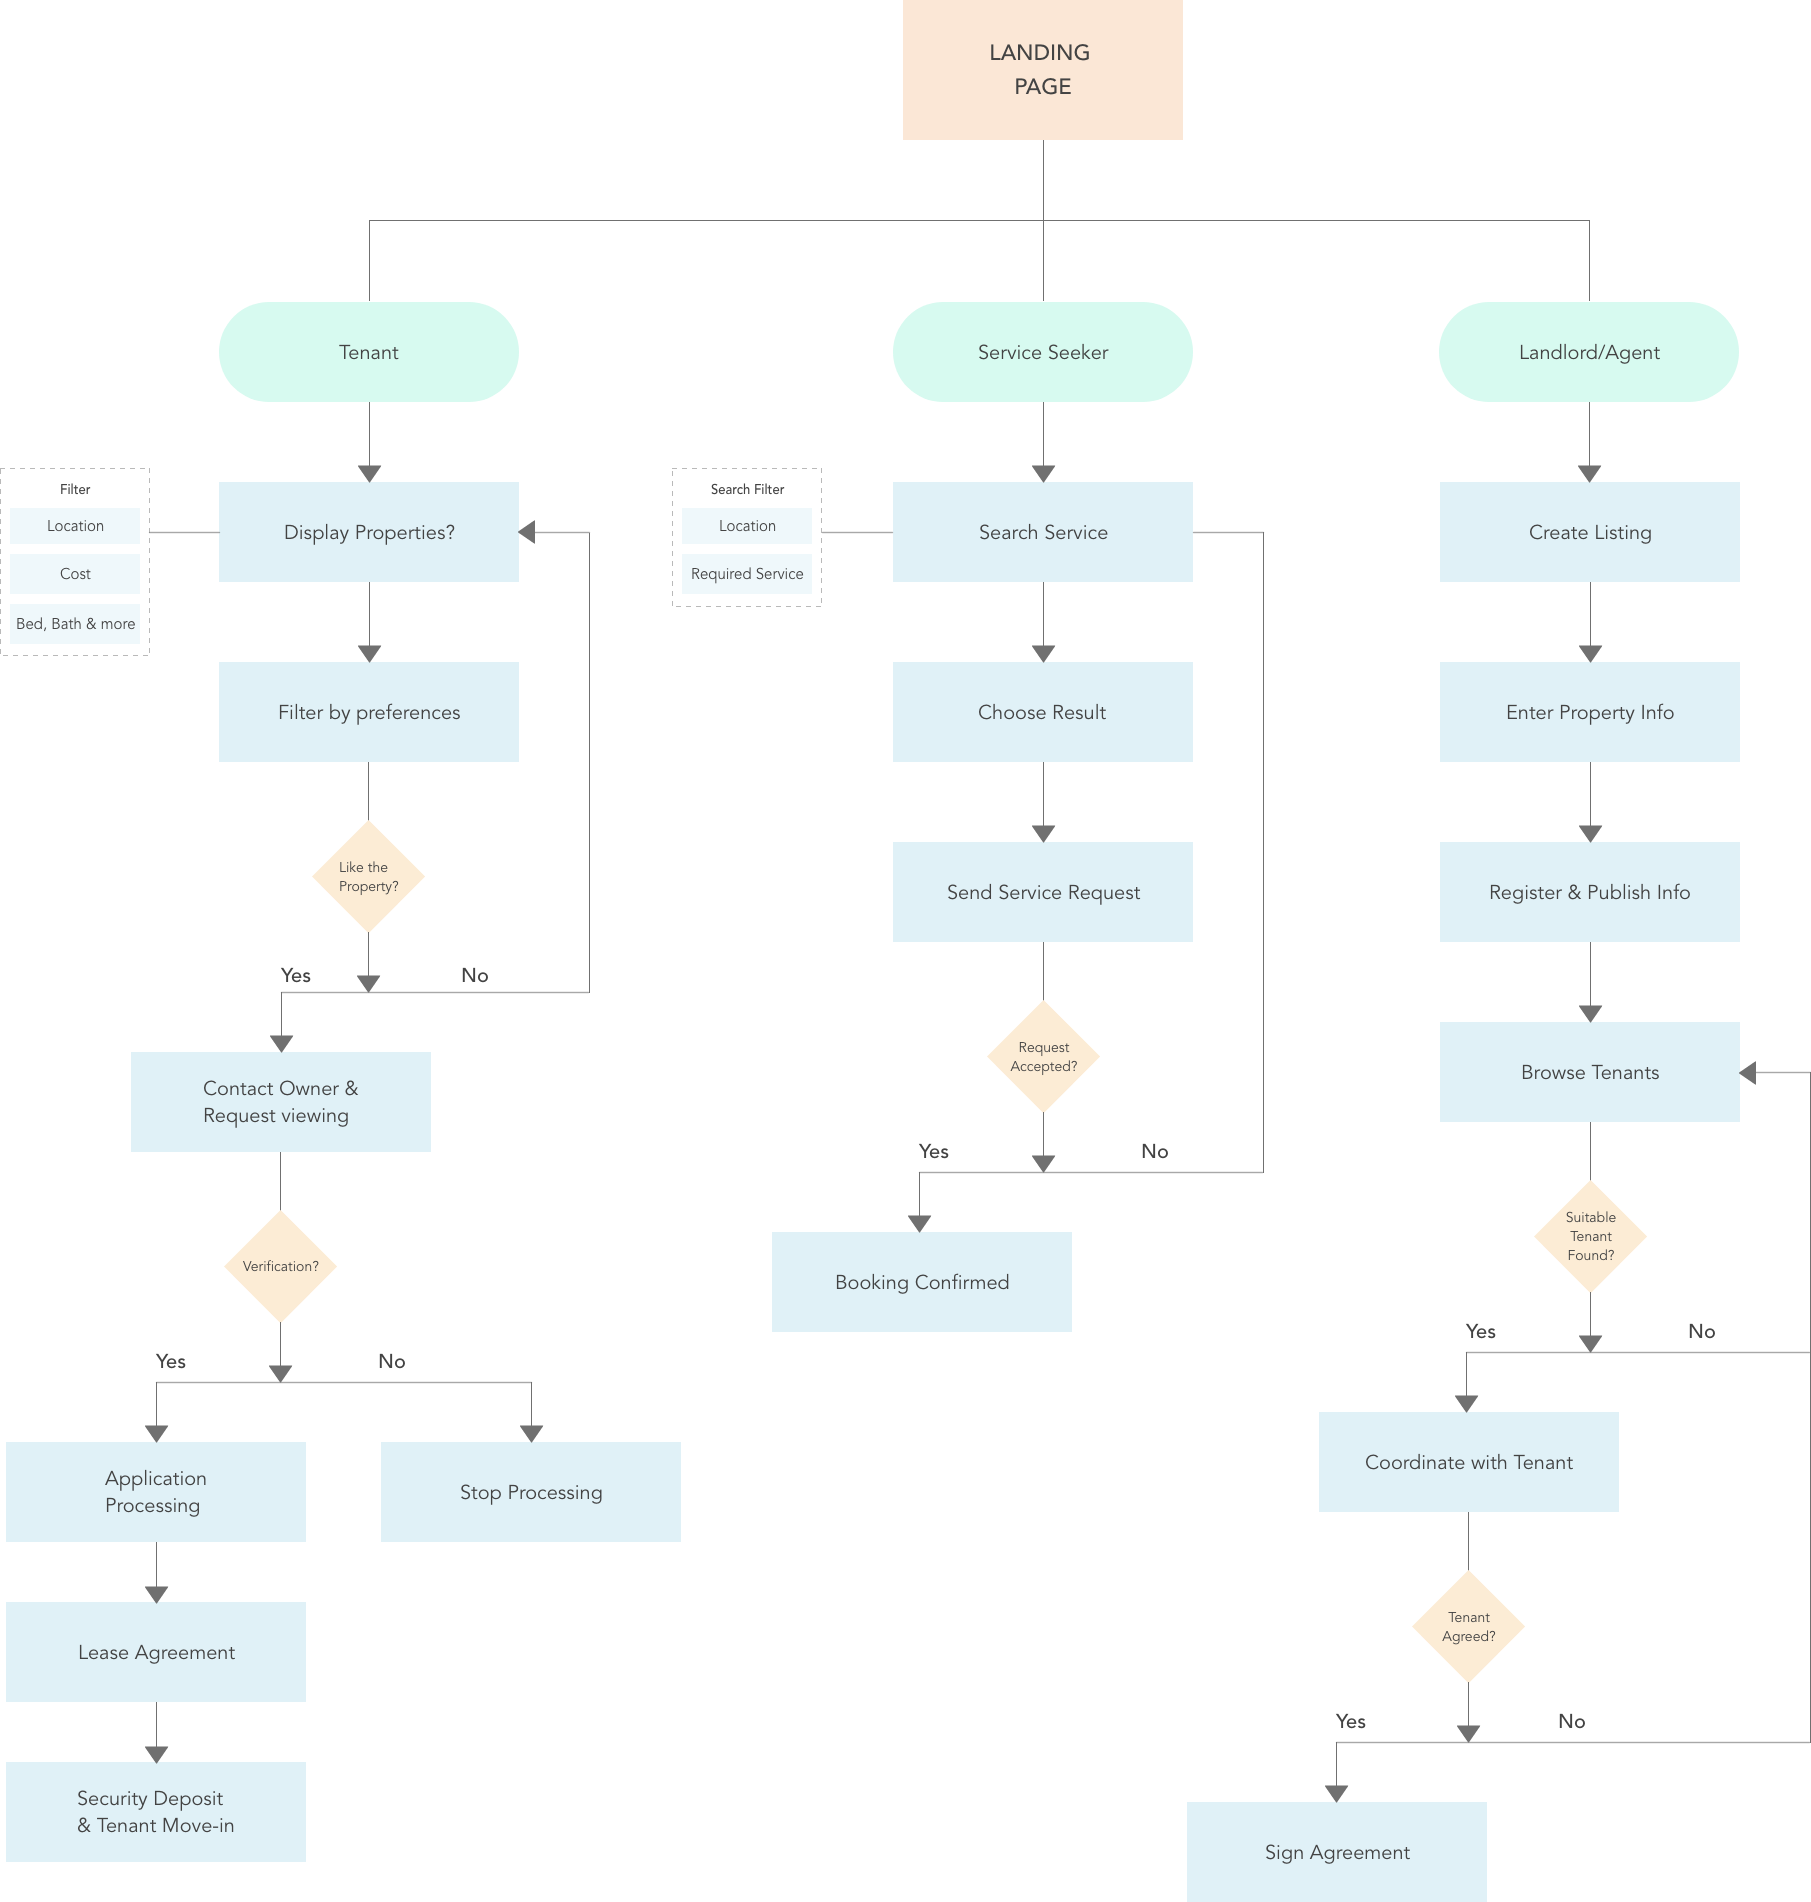 LANDING
PAGE
Tenant
Service Seeker
Landlord/Agent
Filter
Location
Cost
Bed, Bath & more
Display Properties?
Search Filter
Location
Required Service
Search Service
Create Listing
Filter by preferences
Choose Result
Enter Property Info
Like the
Property?
Send Service Request
Register & Publish Info
Yes
No
Contact Owner &
Request viewing
Request
Accepted?
Browse Tenants
Yes
No
Verification?
Booking Confirmed
Suitable
Tenant
Found?
Yes
No
Yes
No
Application
Processing
Stop Processing
Coordinate with Tenant
Lease Agreement
Tenant
Agreed?
Yes
No
Security Deposit
& Tenant Move-in
Sign Agreement